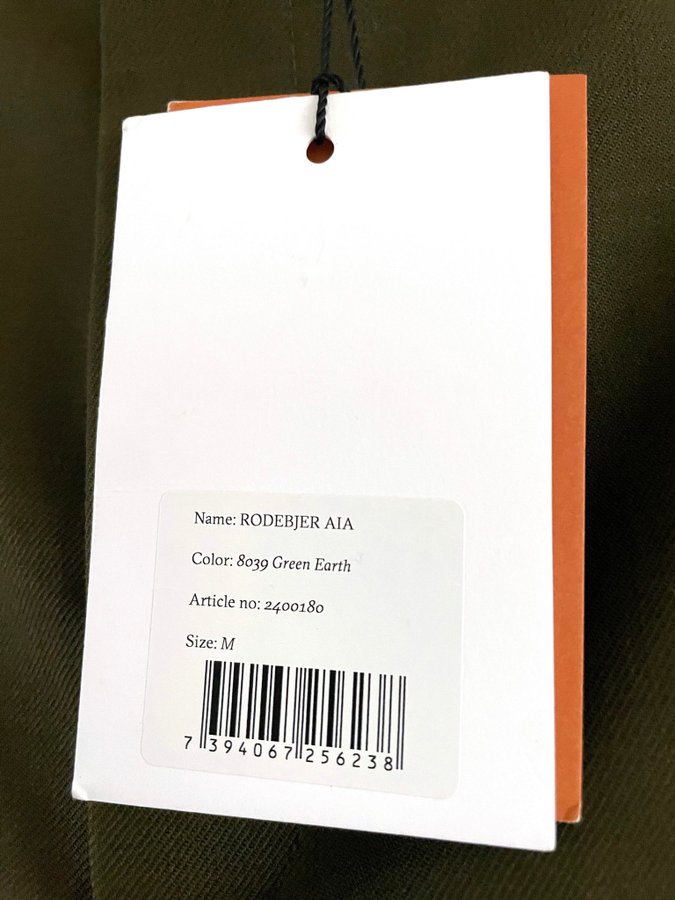 Name: RODEBJER AIA
Color: 8039 Green Earth
Article no: 2400180
Size: M
7 394067 256238